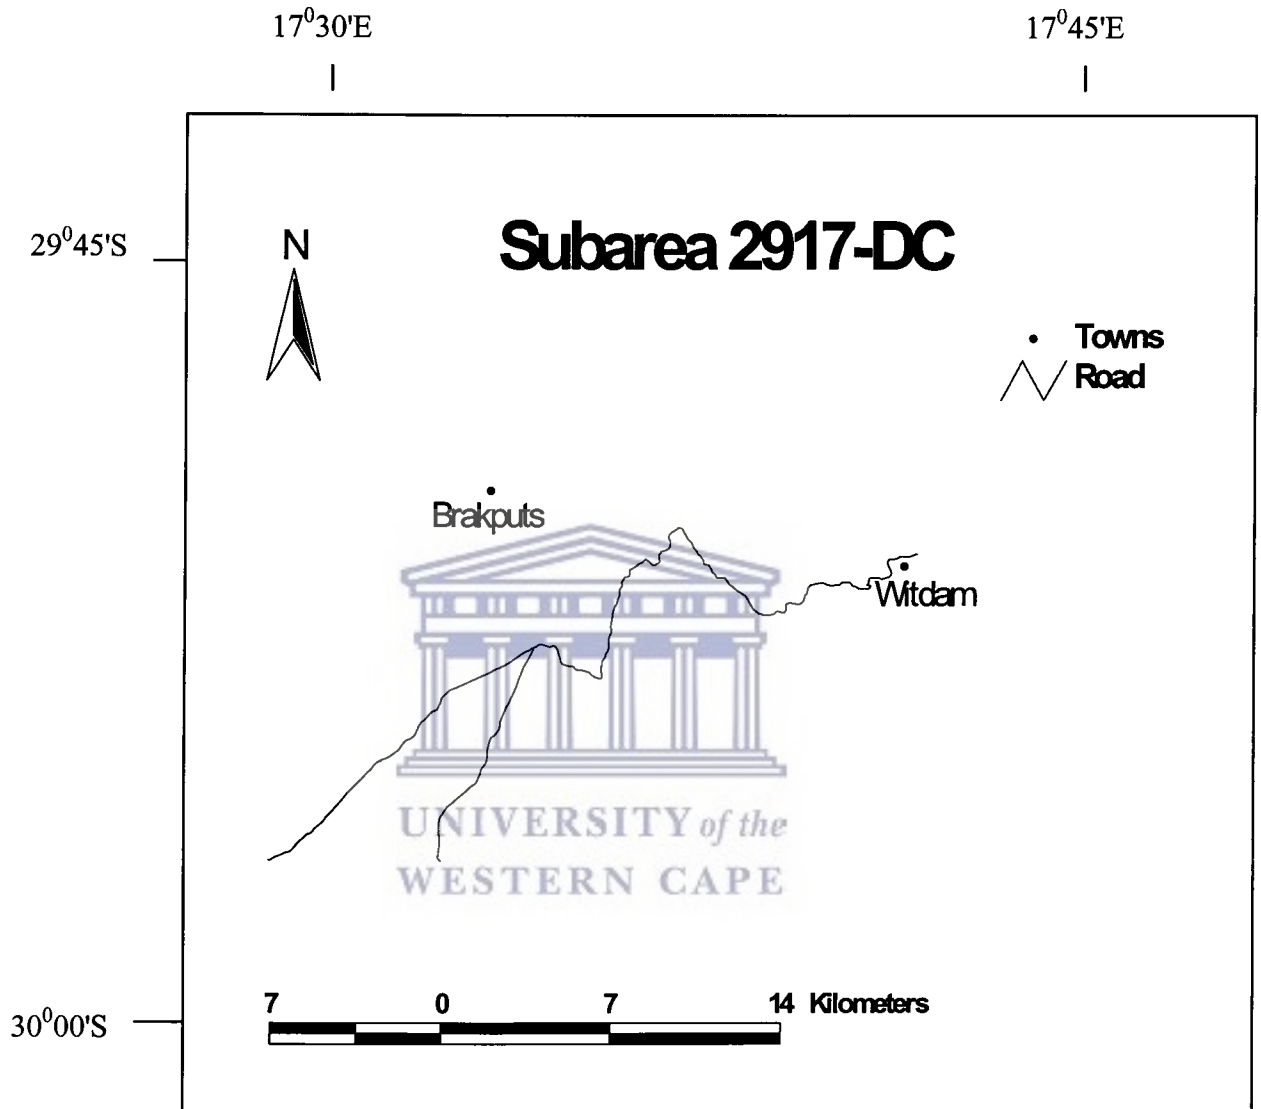 17⁰30'E 17⁰45'E
29⁰45'S
N
Subarea 2917-DC
Towns
Road
Brakputs
Witdam
UNIVERSITY of the
WESTERN CAPE
7 0 7 14 Kilometers
30⁰00'S